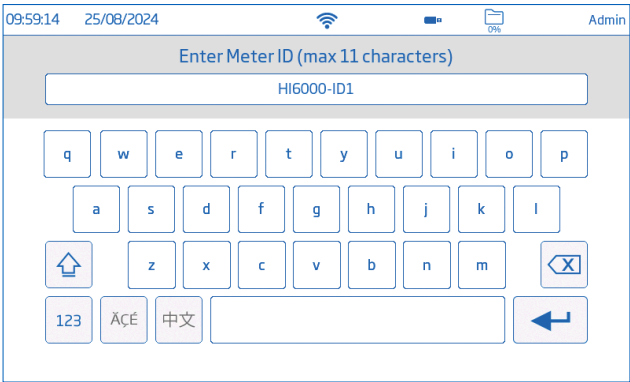 09:59:14 25/08/2024 0% Admin
Enter Meter ID (max 11 characters)
HI6000-ID1
q w e r t y u i o p
a s d f g h j k l
z x c v b n m
123 ÃÇÉ 中文